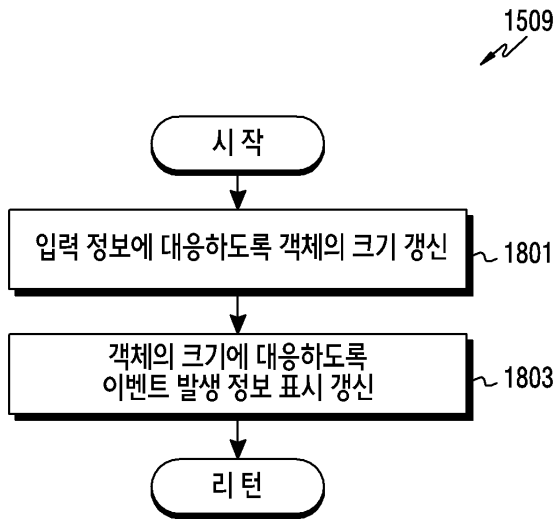 1509
시작
입력 정보에 대응하도록 객체의 크기 갱신
1801
객체의 크기에 대응하도록
이벤트 발생 정보 표시 갱신
1803
리턴